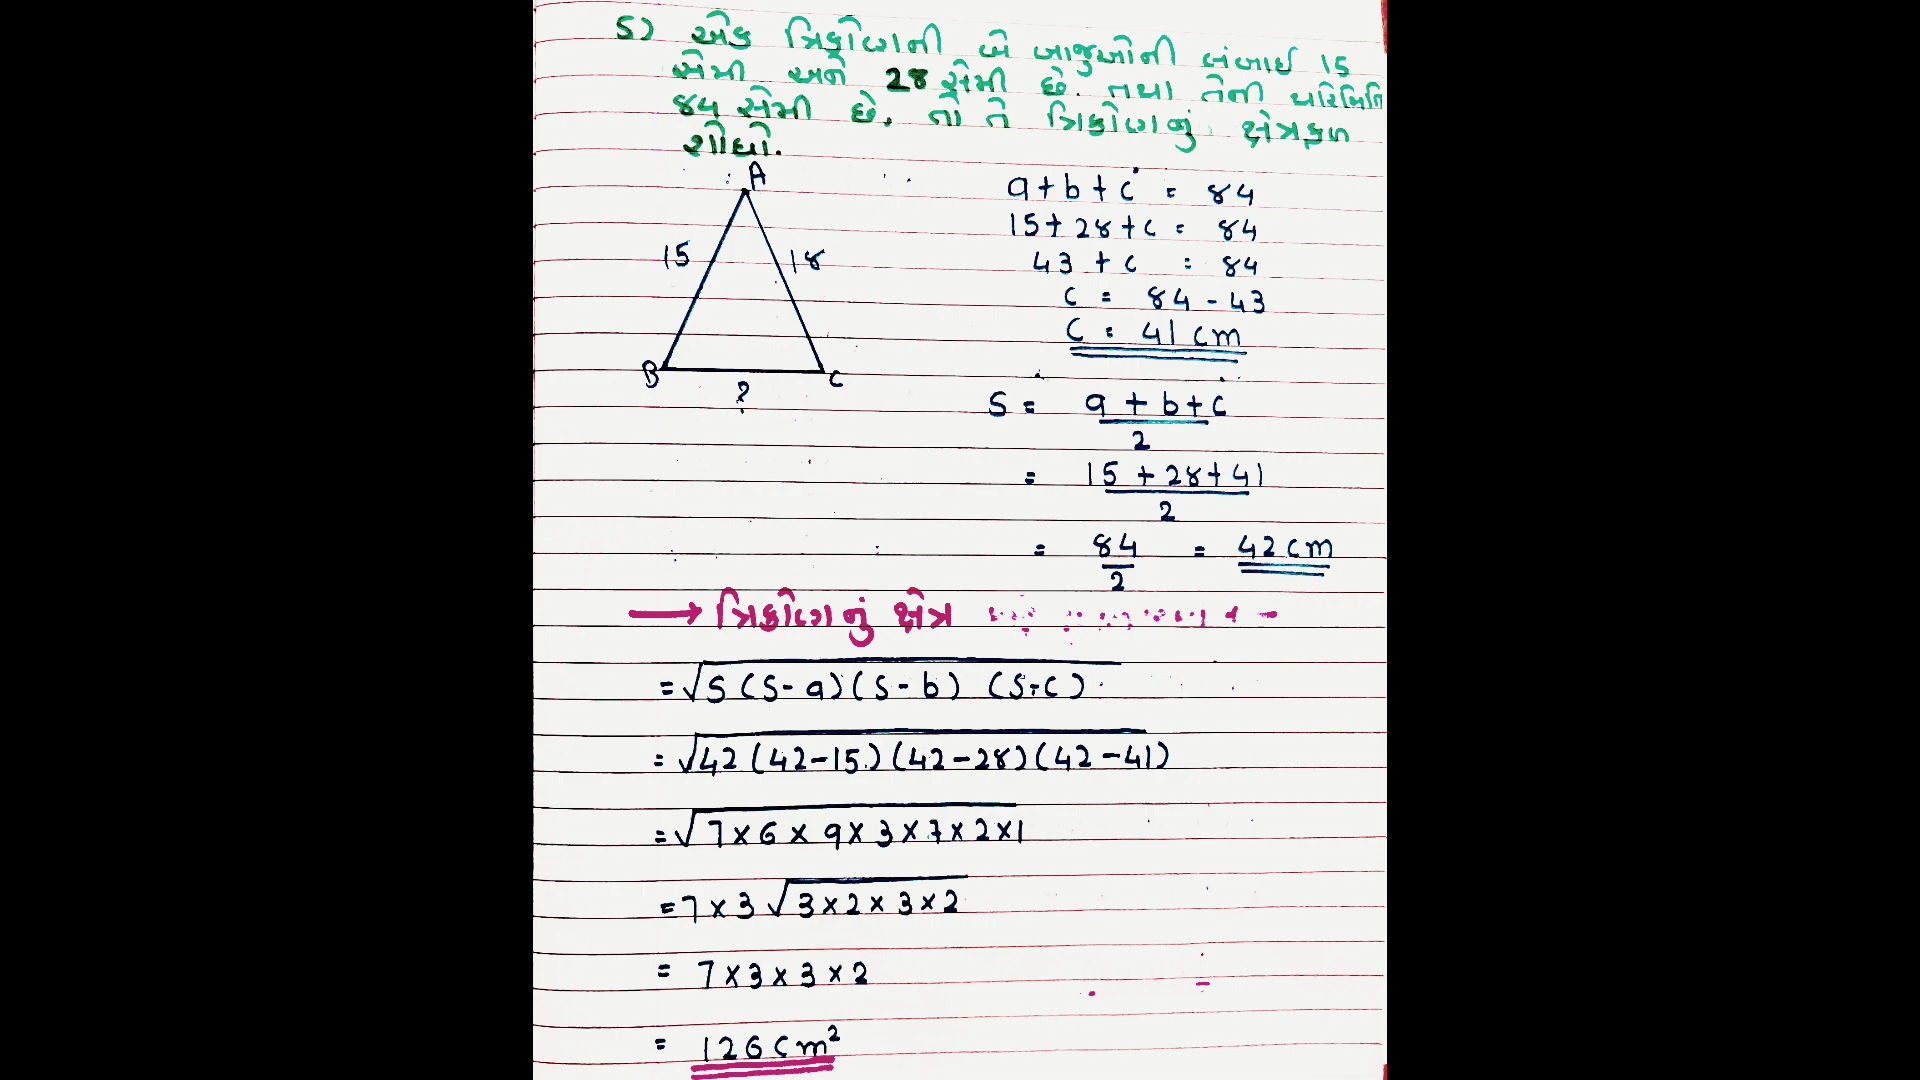 5) એક ત્રિકોણની બે બાજુઓની લંબાઈ 15
સેમી અને 28 સેમી છે. તથા તેની પરિમિતિ
84 સેમી છે. તો તે ત્રિકોણનું ક્ષેત્રફળ
શોધો.
A
15
18
B
?
C
a + b + c = 84
15 + 28 + c = 84
43 + c = 84
c = 84 - 43
C = 41 cm
S = a + b + c
2
= 15 + 28 + 41
2
= 84 = 42 cm
2
→ ત્રિકોણનું ક્ષેત્ર
= √S (S - a) (S - b) (S - c)
= √42 (42 - 15) (42 - 28) (42 - 41)
= √7 × 6 × 9 × 3 × 7 × 2 × 1
= 7 × 3 √3 × 2 × 3 × 2
= 7 × 3 × 3 × 2
= 126 cm²